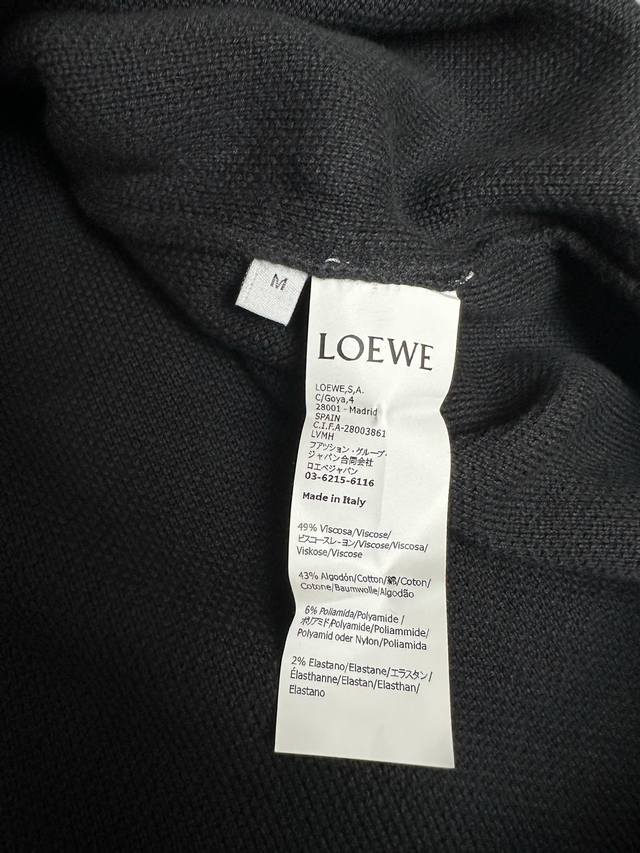 M
LOEWE
LOEWE,S,A.
C/Goya,4
28001 - Madrid
SPAIN
C.I.F.A-28003861
LVMH
ファッション・グループ・
ジャパン合同会社
ロエベジャパン
03-6215-6116
Made in Italy
49% Viscosa/Viscose/
ビスコースレーヨン/Viscose/Viscosa/
Viskose/Viscose
43% Algodón/Cotton/綿/Coton/
Cotone/Baumwolle/Algodão
6% Poliamida/Polyamide/
ポリアミド/Polyamide/Poliammide/
Polyamid oder Nylon/Poliamida
2% Elastano/Elastane/エラスタン/
Élasthanne/Elastan/Elasthan/
Elastano